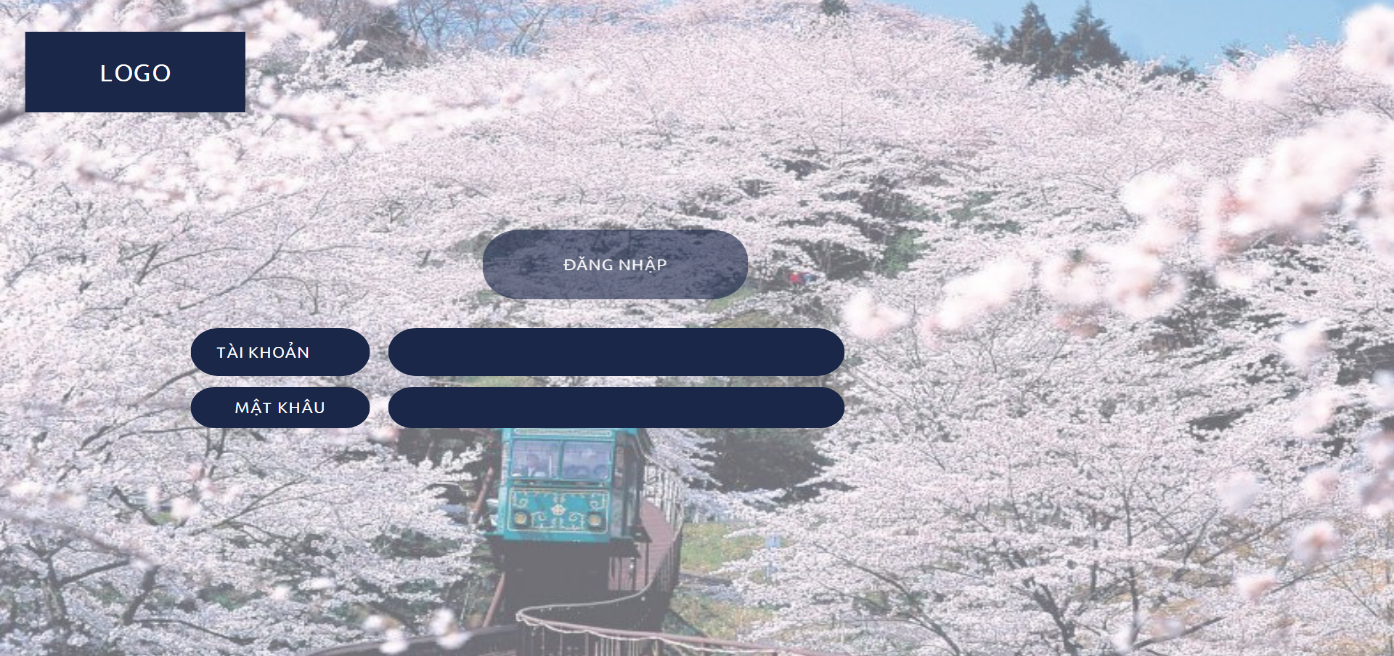 LOGO
ĐĂNG NHẬP
TÀI KHOẢN
MẬT KHÂU